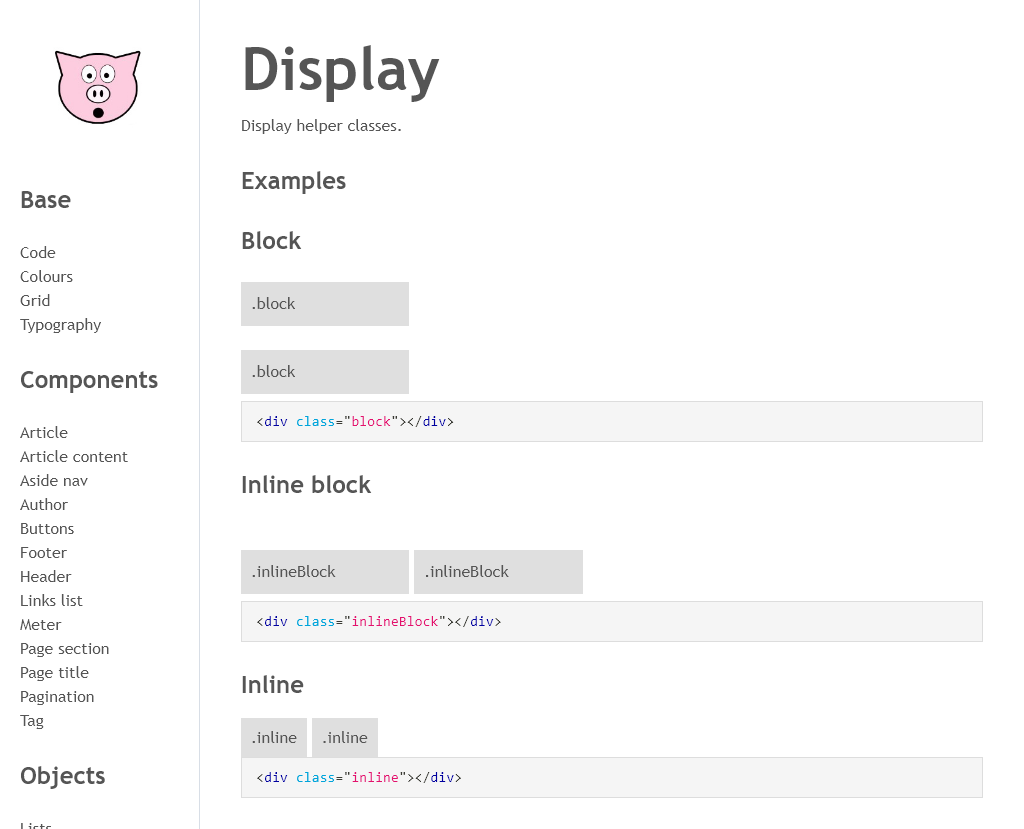 Base
Code
Colours
Grid
Typography
Components
Article
Article content
Aside nav
Author
Buttons
Footer
Header
Links list
Meter
Page section
Page title
Pagination
Tag
Objects
Lists
Display
Display helper classes.
Examples
Block
.block
.block
<div class="block"></div>
Inline block
.inlineBlock .inlineBlock
<div class="inlineBlock"></div>
Inline
.inline .inline
<div class="inline"></div>